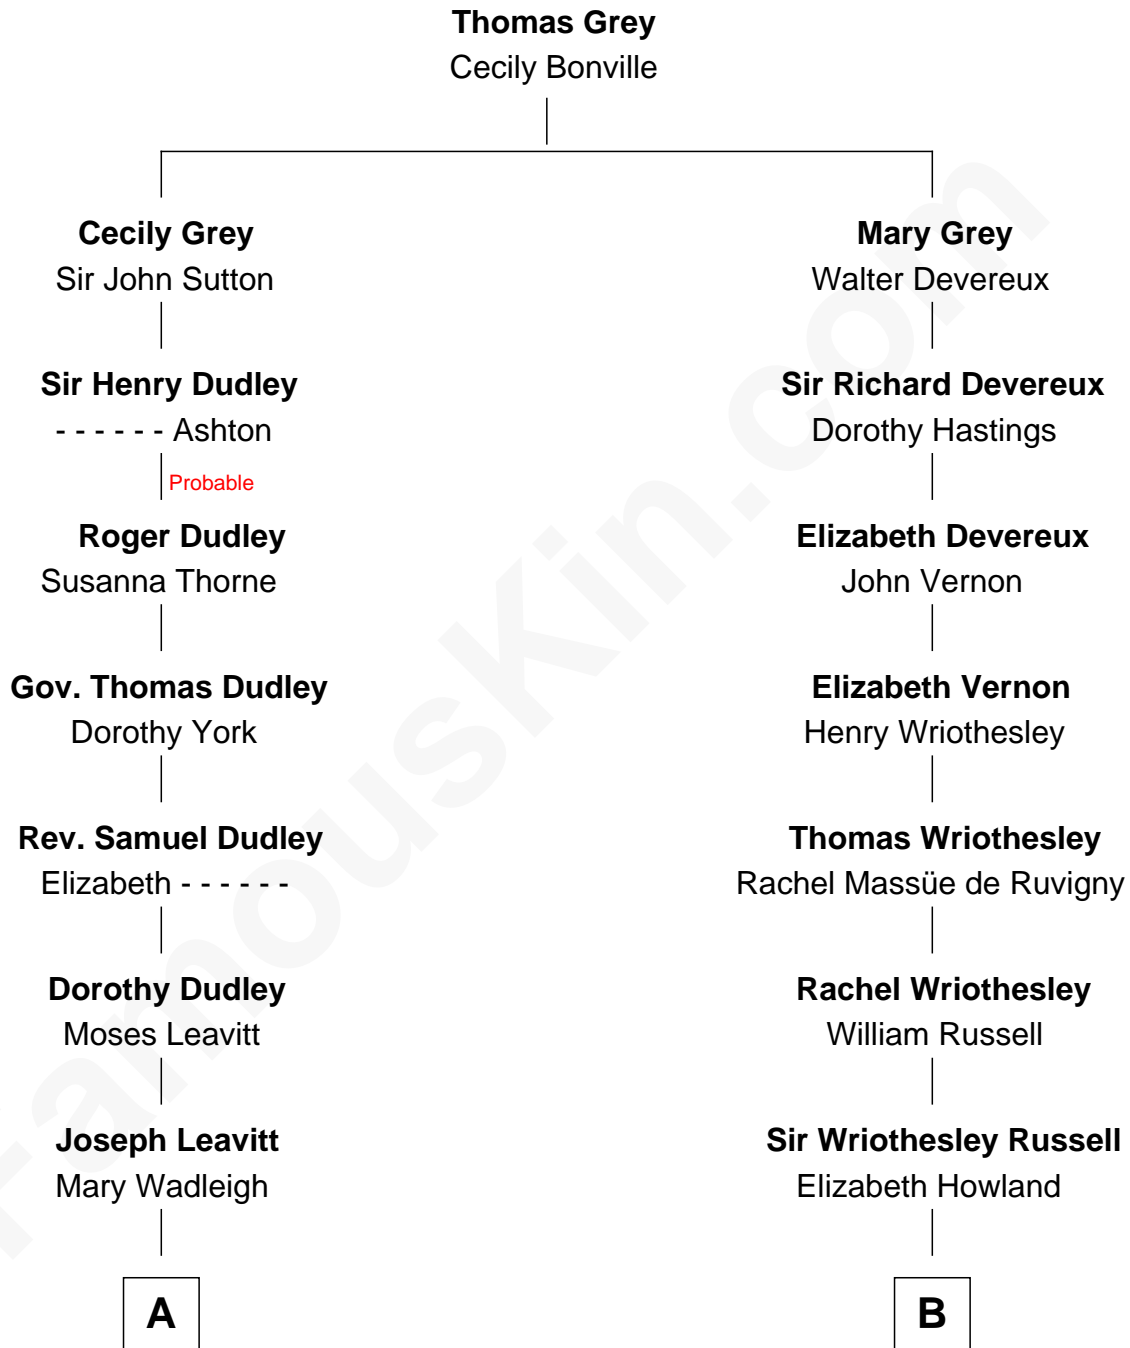 Thomas Grey
Cecily Bonville
Cecily Grey
Sir John Sutton
Mary Grey
Walter Devereux
Sir Henry Dudley
- - - - - - Ashton
Probable
Sir Richard Devereux
Dorothy Hastings
Roger Dudley
Susanna Thorne
Elizabeth Devereux
John Vernon
Gov. Thomas Dudley
Dorothy York
Elizabeth Vernon
Henry Wriothesley
Rev. Samuel Dudley
Elizabeth - - - - - -
Thomas Wriothesley
Rachel Massüe de Ruvigny
Dorothy Dudley
Moses Leavitt
Rachel Wriothesley
William Russell
Joseph Leavitt
Mary Wadleigh
Sir Wriothesley Russell
Elizabeth Howland
A
B
FamousKin.com